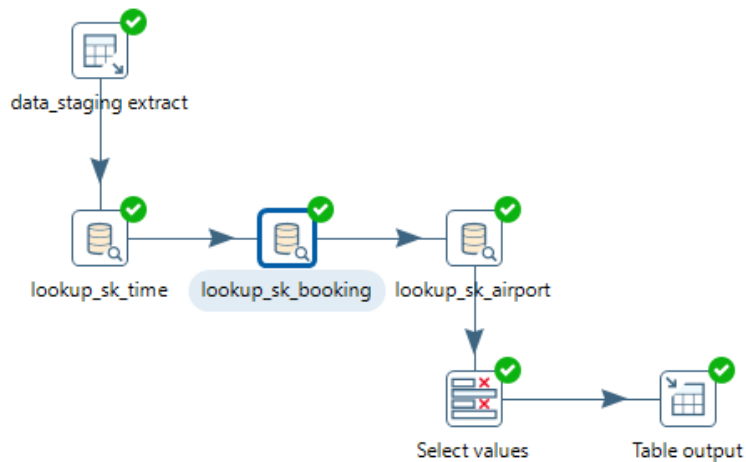 data_staging extract
lookup_sk_time
lookup_sk_booking
lookup_sk_airport
Select values
Table output